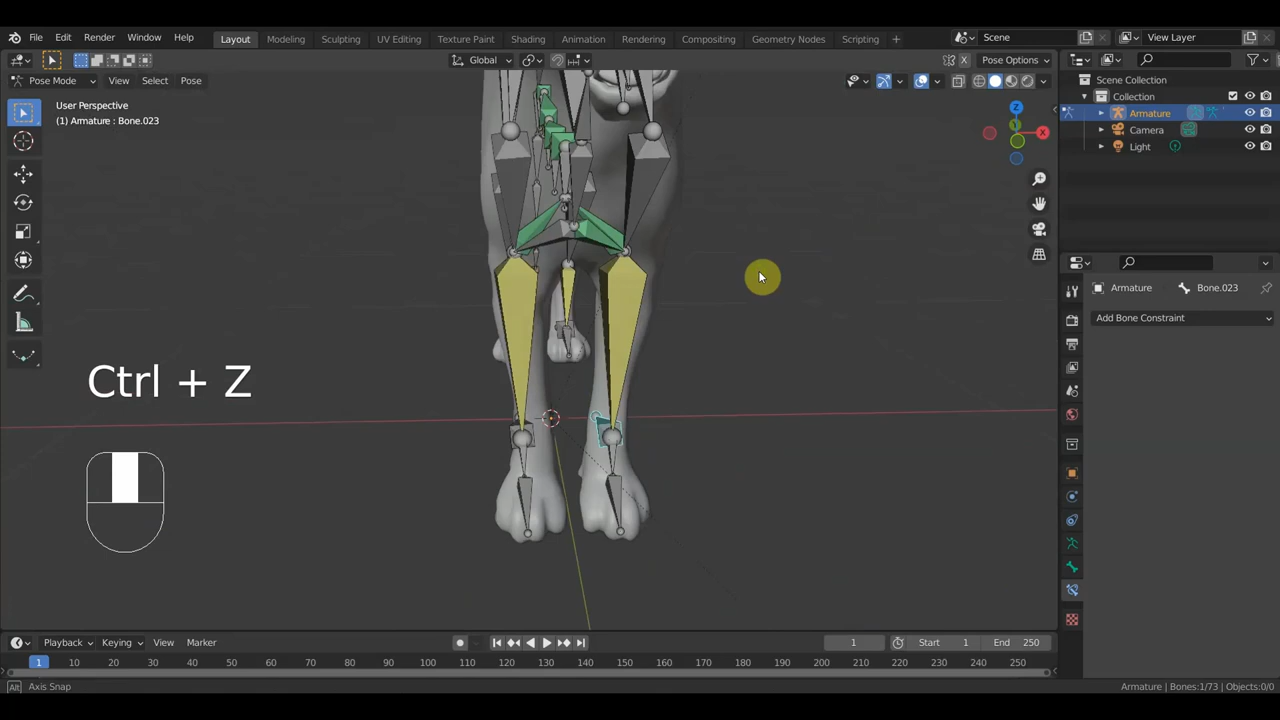 File Edit Render Window Help Layout Modeling Sculpting UV Editing Texture Paint Shading Animation Rendering Compositing Geometry Nodes Scripting + Scene View Layer
Global X Pose Options
Pose Mode View Select Pose
User Perspective
(1) Armature : Bone.023
Z
Y
X
Scene Collection
Collection
Armature
Camera
Light
Armature Bone.023
Add Bone Constraint
Ctrl + Z
Playback Keying View Marker 1 Start 1 End 250
1 10 20 30 40 50 60 70 80 90 100 110 120 130 140 150 160 170 180 190 200 210 220 230 240 250
Alt Axis Snap Armature | Bones:1/73 | Objects:0/0